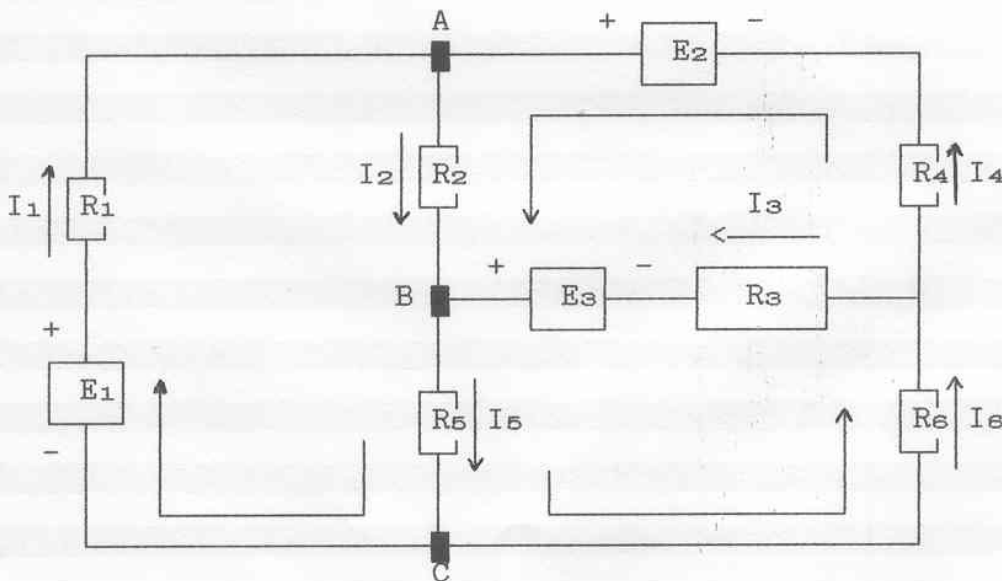 A
+ E₂ -
I₁ R₁
I₂ R₂
R₄ I₄
I₃
B
+ E₃ - R₃
+
E₁
-
R₅ I₅
R₆ I₆
C